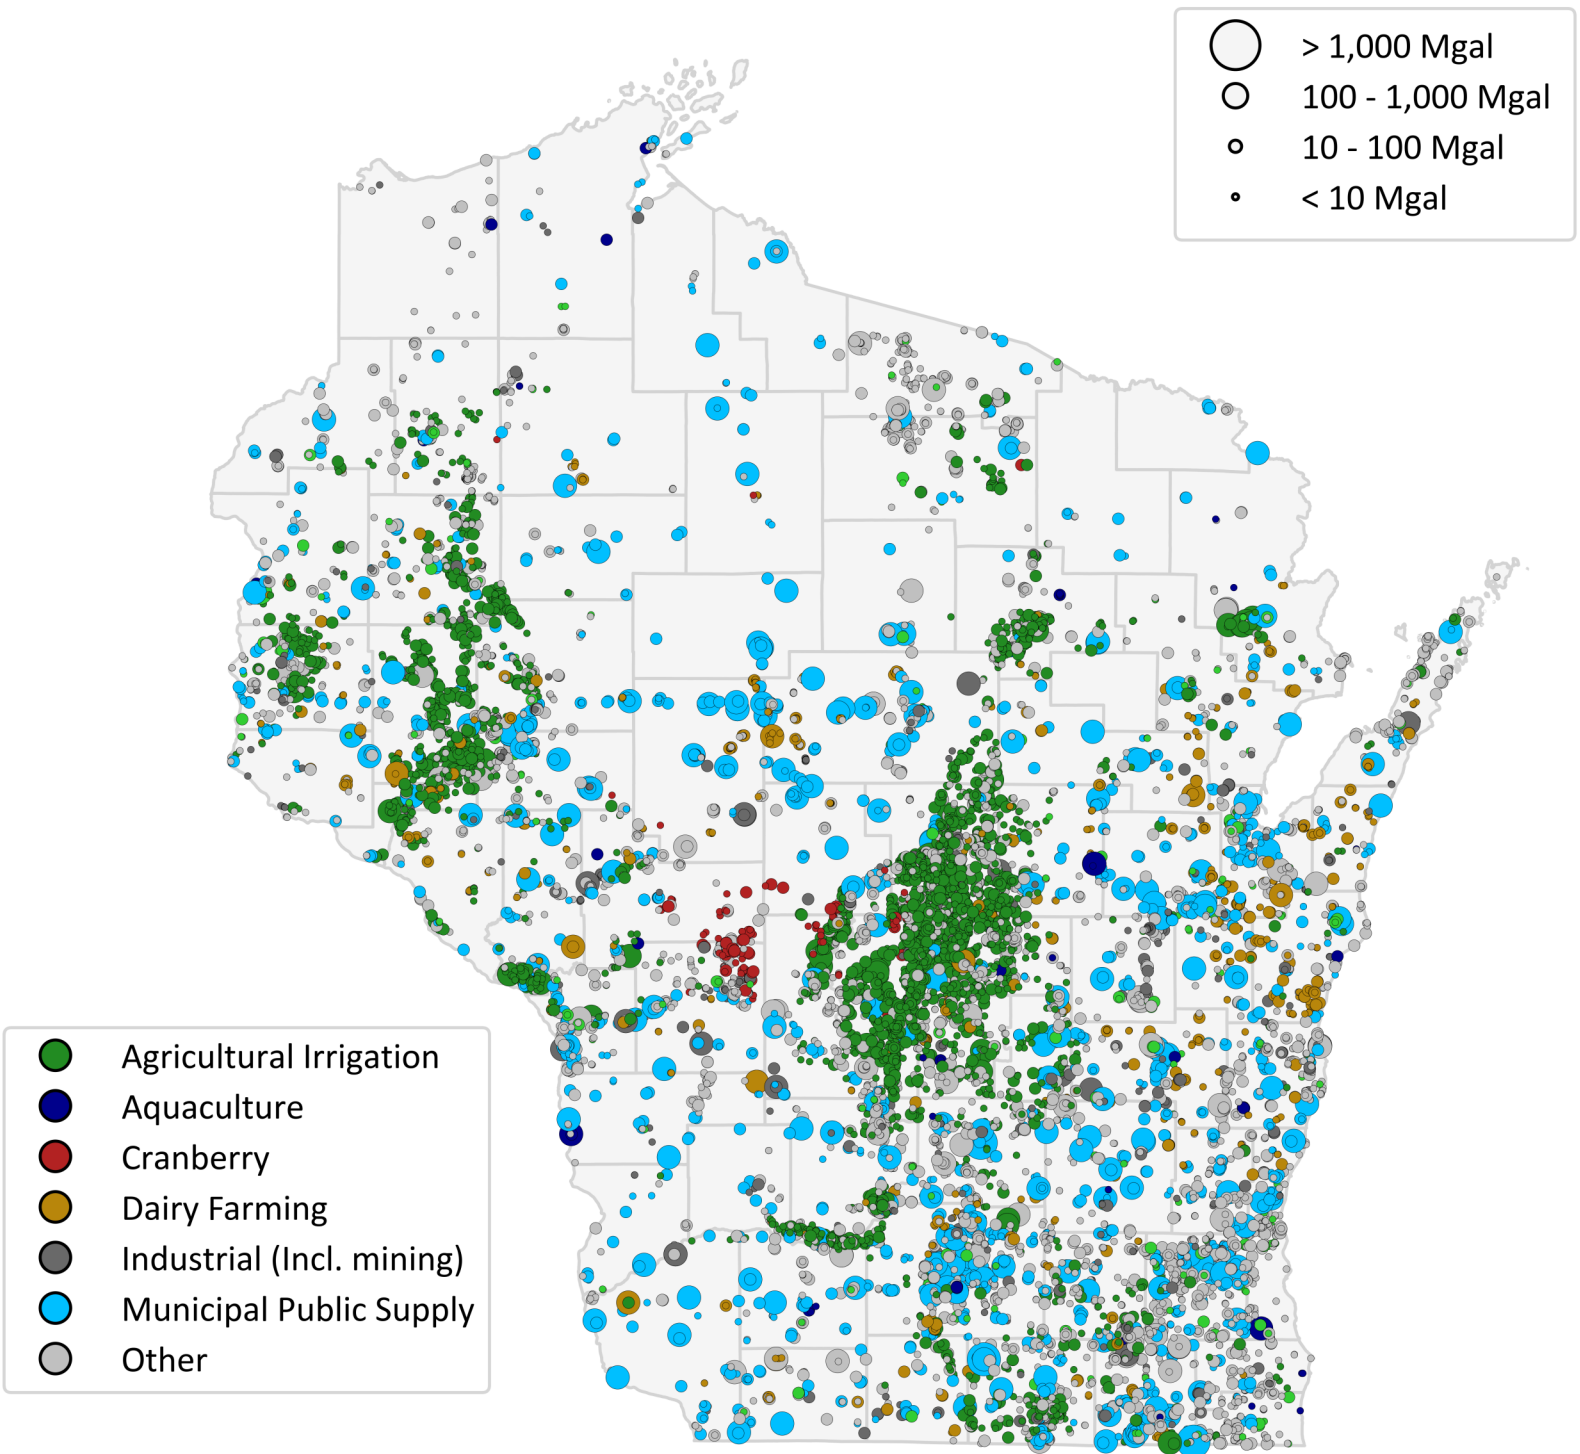 > 1,000 Mgal
100 - 1,000 Mgal
10 - 100 Mgal
< 10 Mgal
Agricultural Irrigation
Aquaculture
Cranberry
Dairy Farming
Industrial (Incl. mining)
Municipal Public Supply
Other